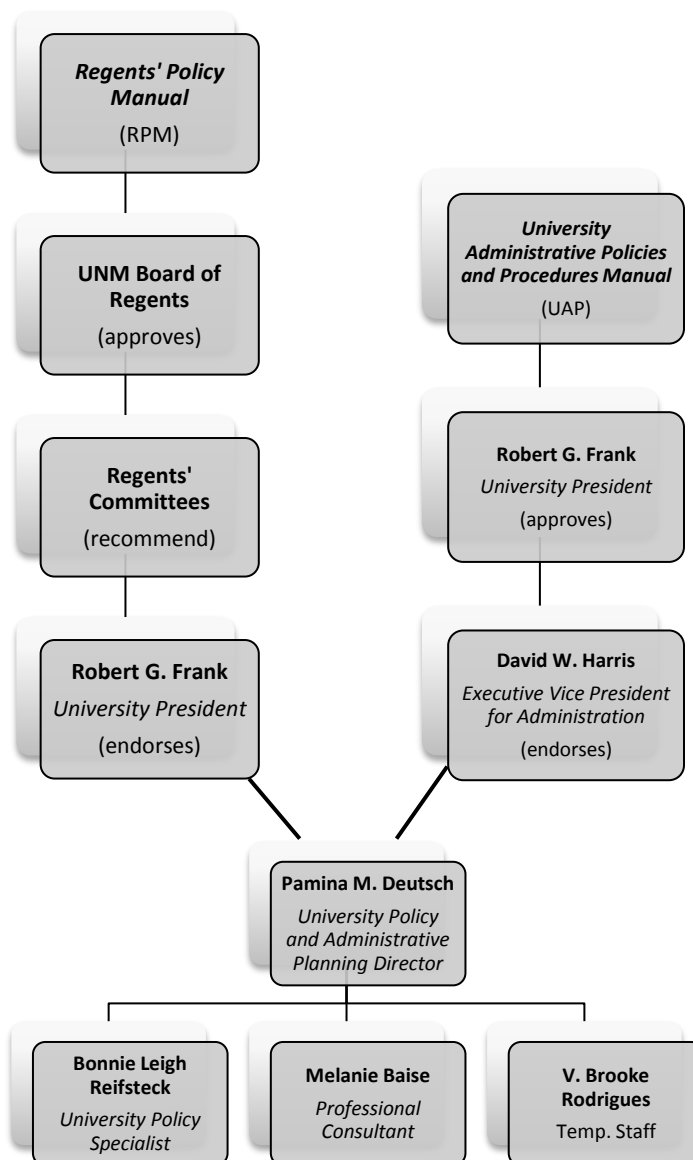 Regents' Policy
Manual
(RPM)
UNM Board of
Regents
(approves)
Regents'
Committees
(recommend)
Robert G. Frank
University President
(endorses)
University
Administrative Policies
and Procedures Manual
(UAP)
Robert G. Frank
University President
(approves)
David W. Harris
Executive Vice President
for Administration
(endorses)
Pamina M. Deutsch
University Policy
and Administrative
Planning Director
Bonnie Leigh
Reifsteck
University Policy
Specialist
Melanie Baise
Professional
Consultant
V. Brooke
Rodrigues
Temp. Staff